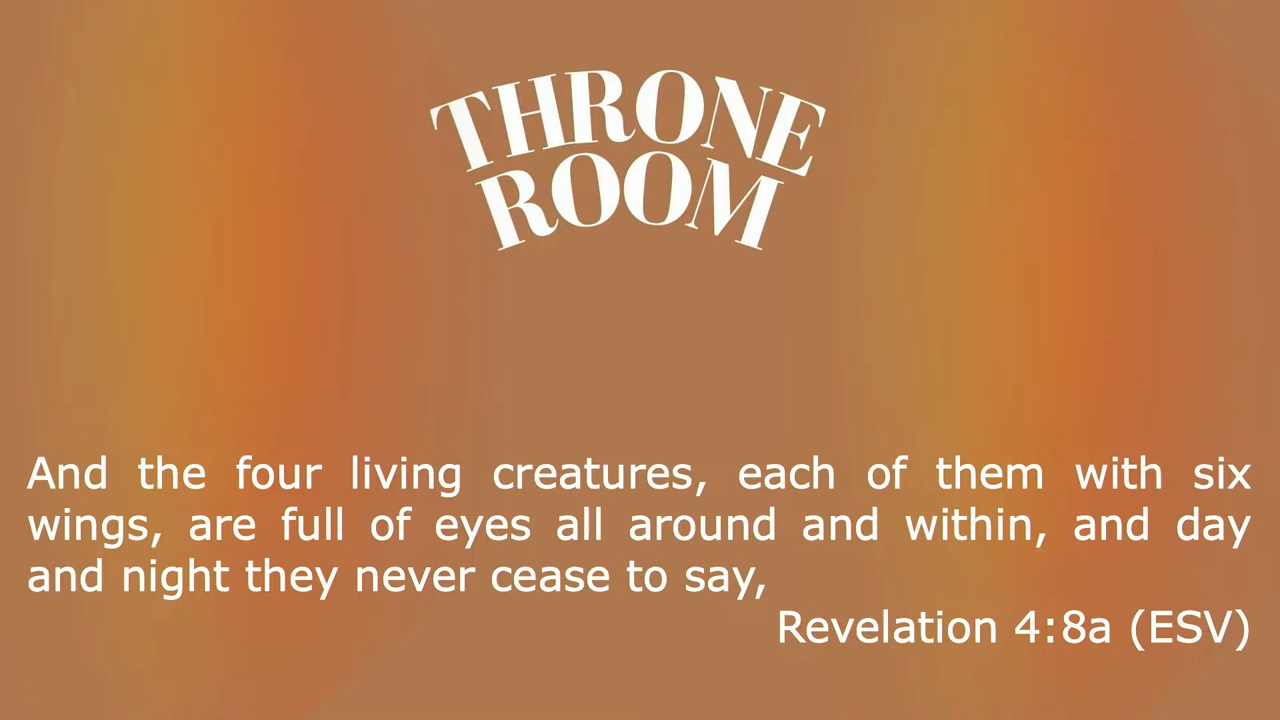 THRONE
ROOM
And the four living creatures, each of them with six
wings, are full of eyes all around and within, and day
and night they never cease to say,
Revelation 4:8a (ESV)